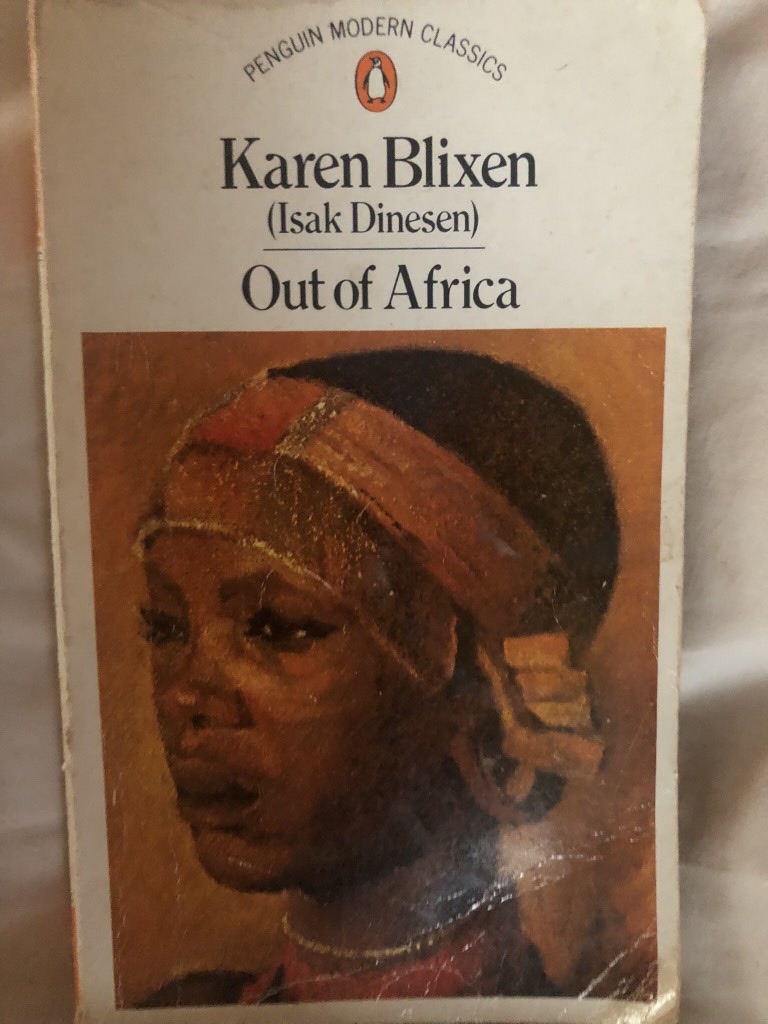 PENGUIN MODERN CLASSICS
Karen Blixen
(Isak Dinesen)
Out of Africa